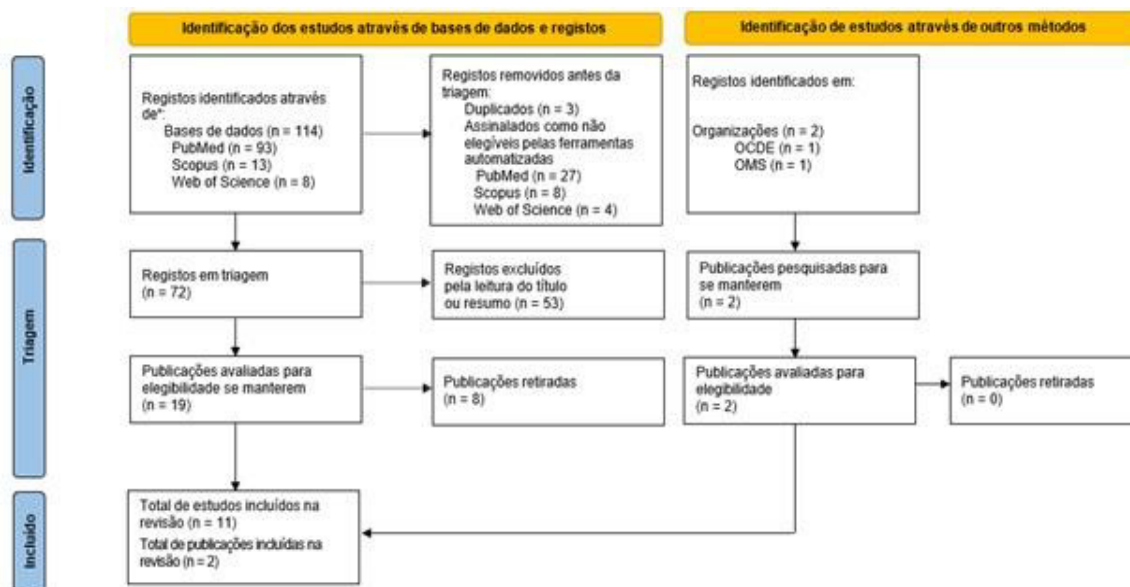 Identificação dos estudos através de bases de dados e registos
Identificação de estudos através de outros métodos
Identificação
Registos identificados através
de*:
Bases de dados (n = 114)
PubMed (n = 93)
Scopus (n = 13)
Web of Science (n = 8)
Registos removidos antes da
triagem:
Duplicados (n = 3)
Assinalados como não
elegíveis pelas ferramentas
automatizadas
PubMed (n = 27)
Scopus (n = 8)
Web of Science (n = 4)
Registos identificados em:
Organizações (n = 2)
OCDE (n = 1)
OMS (n = 1)
Triagem
Registos em triagem
(n = 72)
Registos excluídos
pela leitura do título
ou resumo (n = 53)
Publicações pesquisadas para
se manterem
(n = 2)
Publicações avaliadas para
elegibilidade se manterem
(n = 19)
Publicações retiradas
(n = 8)
Publicações avaliadas para
elegibilidade
(n = 2)
Publicações retiradas
(n = 0)
Incluído
Total de estudos incluídos na
revisão (n = 11)
Total de publicações incluídas na
revisão (n = 2)